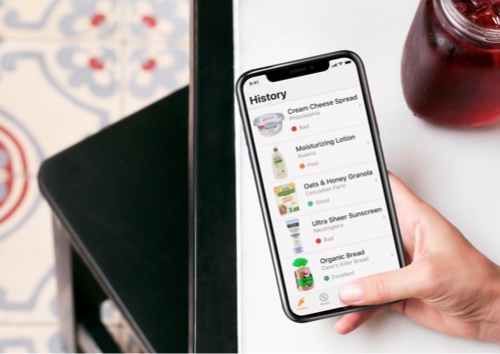 9:41
History
Cream Cheese Spread
Philadelphia
Bad
Moisturizing Lotion
Aveeno
Poor
Oats & Honey Granola
Cascadian Farm
Good
Ultra Sheer Sunscreen
Neutrogena
Bad
Organic Bread
Dave's Killer Bread
Excellent